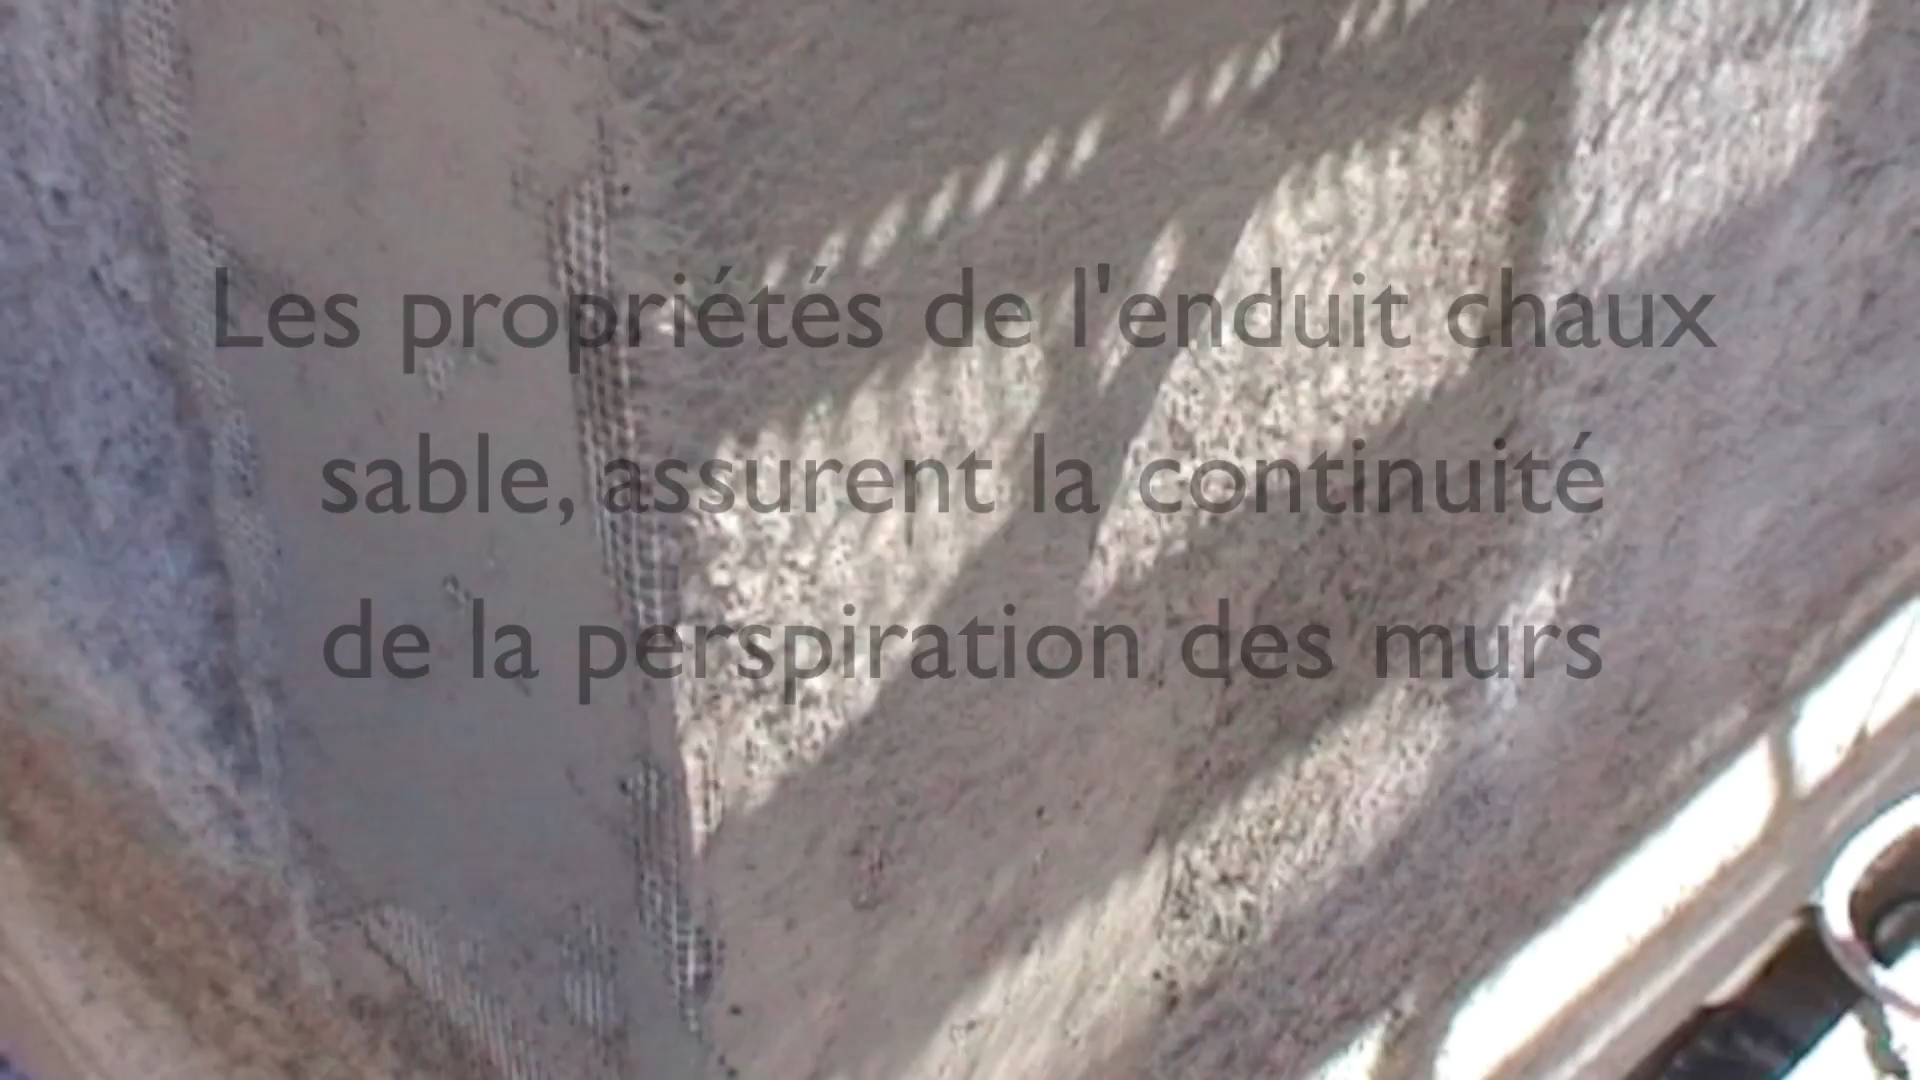 Les propriétés de l'enduit chaux
sable, assurent la continuité
de la perspiration des murs